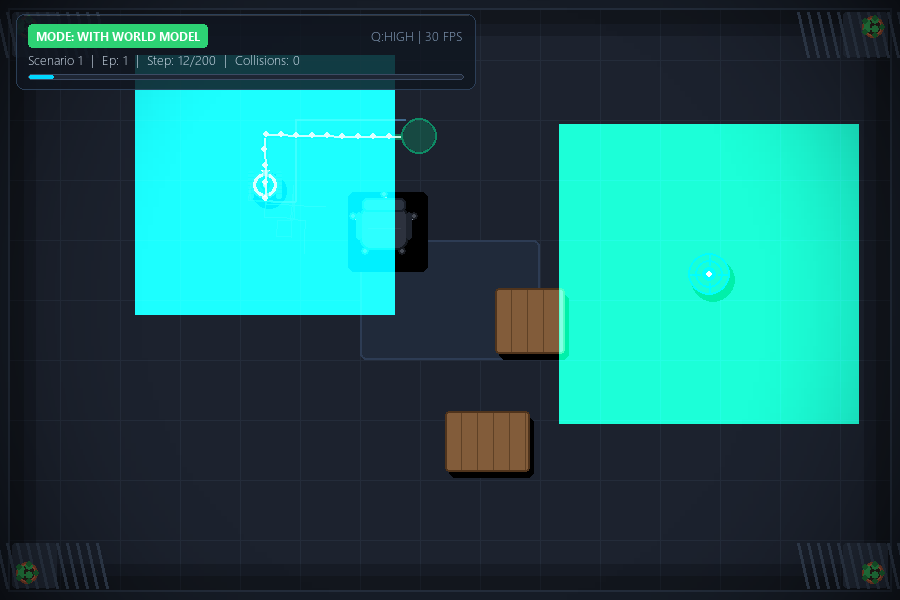 MODE: WITH WORLD MODEL
Q:HIGH | 30 FPS
Scenario 1 | Ep: 1 | Step: 12/200 | Collisions: 0